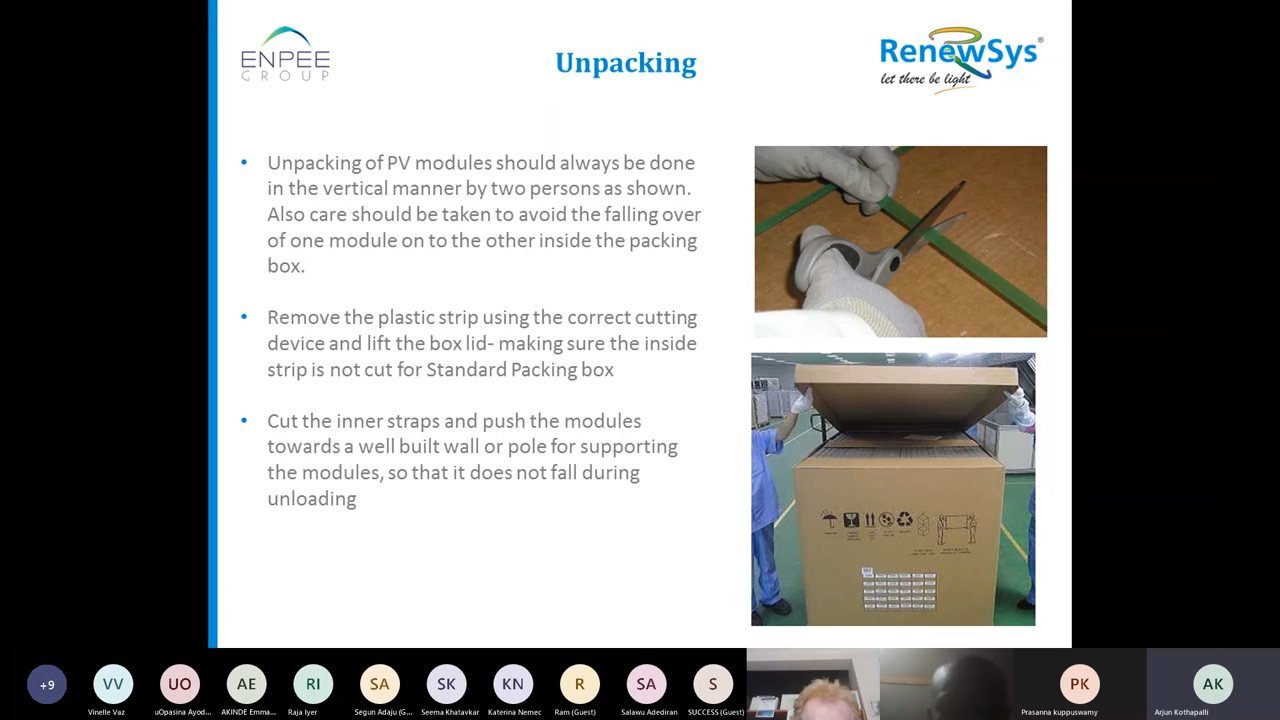 ENPEE
GROUP
Unpacking
RenewSys®
let there be light
• Unpacking of PV modules should always be done
in the vertical manner by two persons as shown.
Also care should be taken to avoid the falling over
of one module on to the other inside the packing
box.
• Remove the plastic strip using the correct cutting
device and lift the box lid- making sure the inside
strip is not cut for Standard Packing box
• Cut the inner straps and push the modules
towards a well built wall or pole for supporting
the modules, so that it does not fall during
unloading
+9
VV
UO
AE
RI
SA
SK
KN
R
SA
S
PK
AK
Vinelle Vaz
uOpasina Ayod...
AKINDE Emma...
Raja Iyer
Segun Adaju (G...
Seema Khatavkar
Katerina Nemec
Ram (Guest)
Salawu Adediran
SUCCESS (Guest)
Prasanna kuppuswamy
Arjun Kothapalli